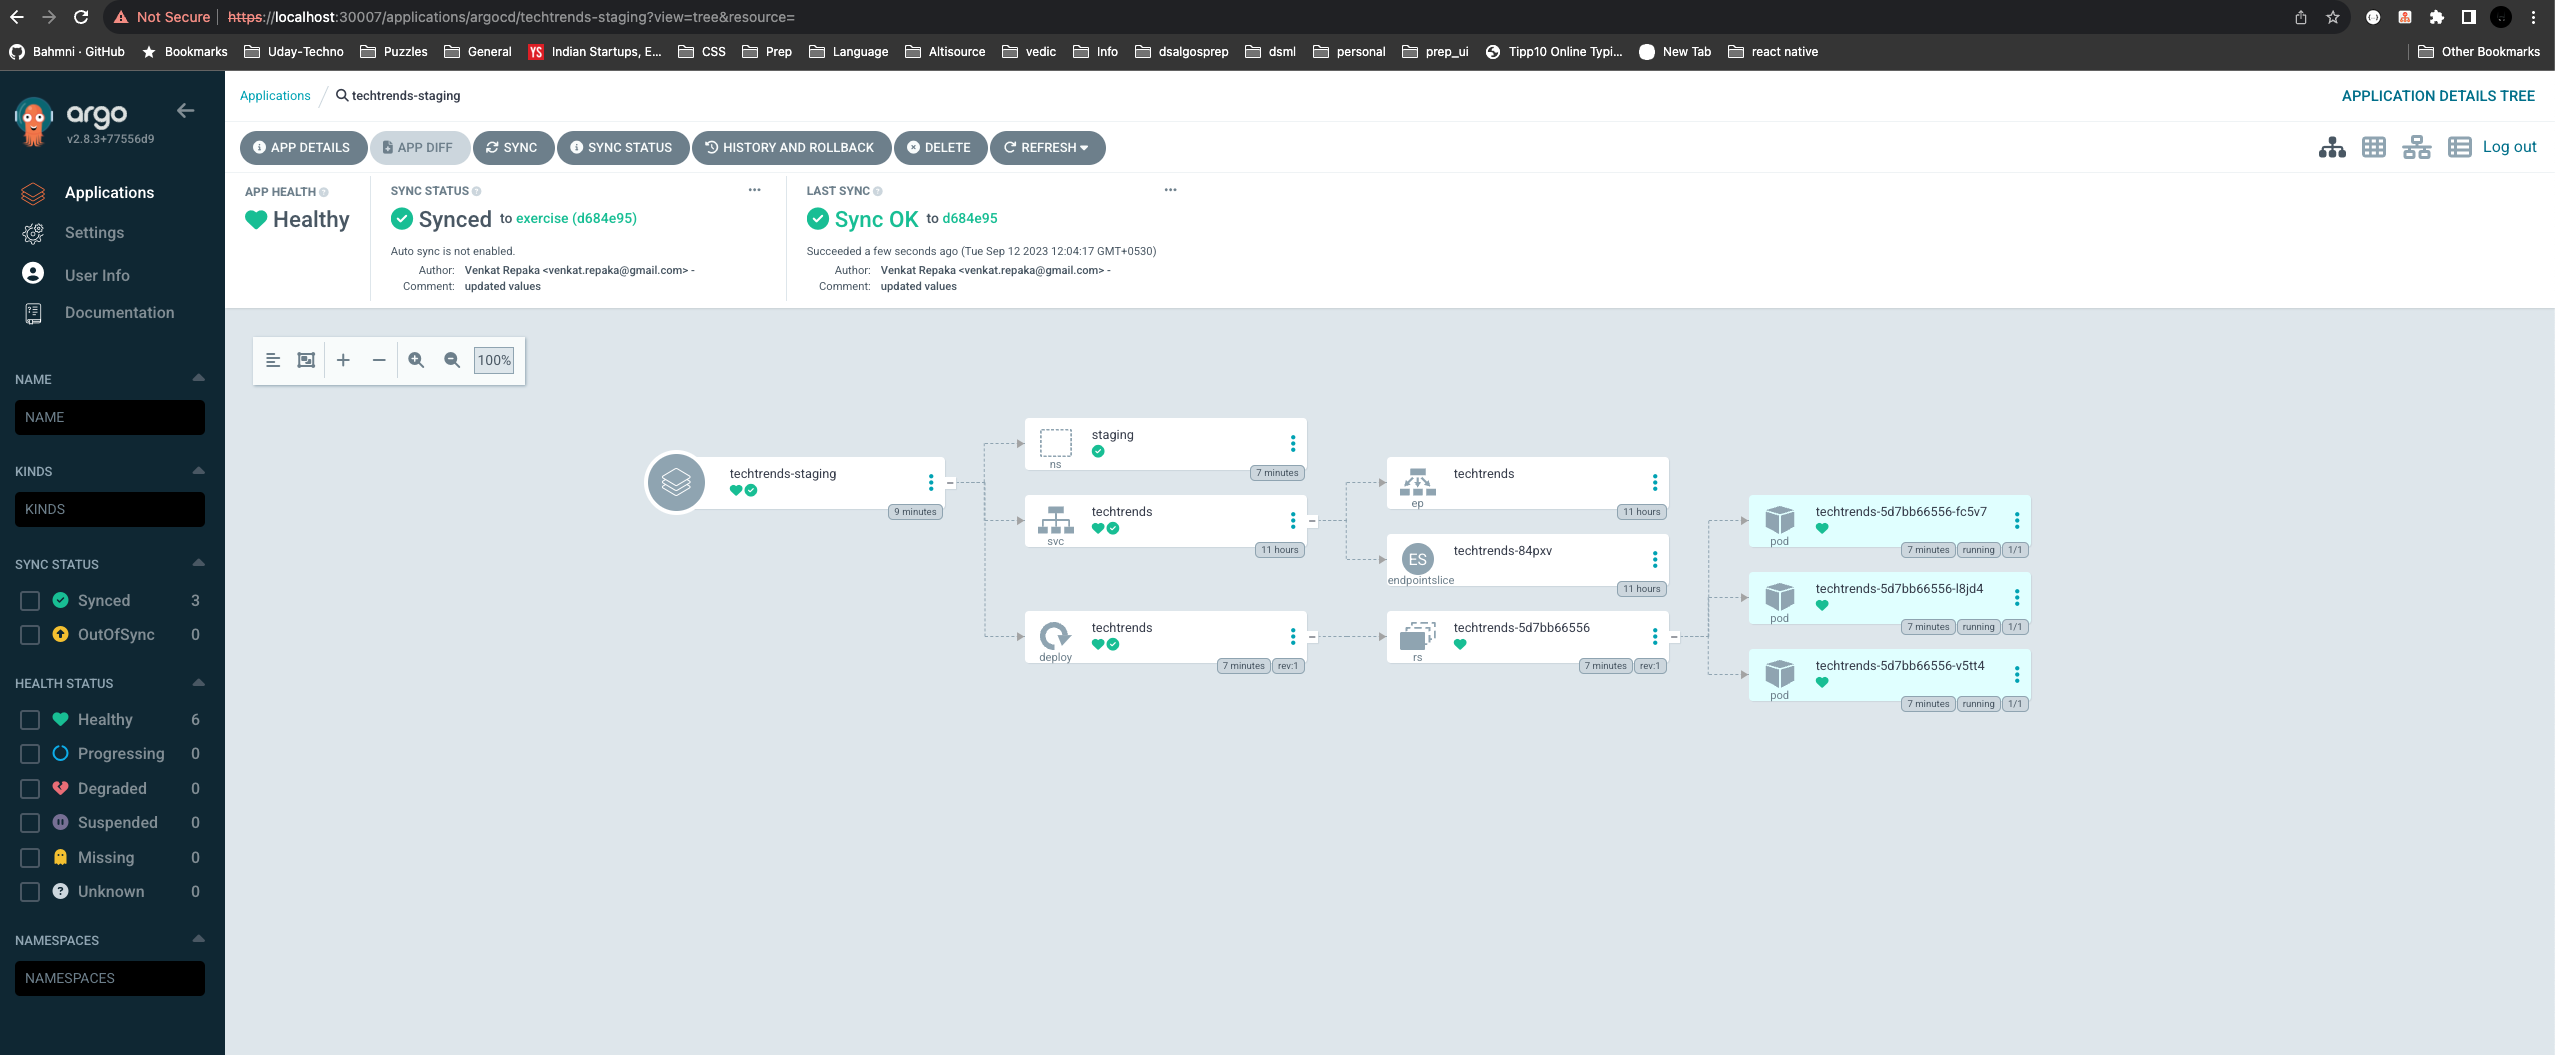 Not Secure https://localhost:30007/applications/argocd/techtrends-staging?view=tree&resource=
Bahmni · GitHub Bookmarks Uday-Techno Puzzles General YS Indian Startups, E... CSS Prep Language Altisource vedic Info dsalgosprep dsml personal prep_ui Tipp10 Online Typi... New Tab react native Other Bookmarks
argo
v2.8.3+77556d9
Applications
Settings
User Info
Documentation
NAME
NAME
KINDS
KINDS
SYNC STATUS
Synced 3
OutOfSync 0
HEALTH STATUS
Healthy 6
Progressing 0
Degraded 0
Suspended 0
Missing 0
Unknown 0
NAMESPACES
NAMESPACES
Applications / techtrends-staging APPLICATION DETAILS TREE
APP DETAILS APP DIFF SYNC SYNC STATUS HISTORY AND ROLLBACK DELETE REFRESH Log out
APP HEALTH
Healthy
SYNC STATUS
Synced to exercise (d684e95)
Auto sync is not enabled.
Author: Venkat Repaka <venkat.repaka@gmail.com> -
Comment: updated values
LAST SYNC
Sync OK to d684e95
Succeeded a few seconds ago (Tue Sep 12 2023 12:04:17 GMT+0530)
Author: Venkat Repaka <venkat.repaka@gmail.com> -
Comment: updated values
100%
techtrends-staging
9 minutes
staging
ns
7 minutes
techtrends
svc
11 hours
techtrends
deploy
7 minutes rev:1
techtrends
ep
11 hours
ES
techtrends-84pxv
endpointslice
11 hours
techtrends-5d7bb66556
rs
7 minutes rev:1
techtrends-5d7bb66556-fc5v7
pod
7 minutes running 1/1
techtrends-5d7bb66556-l8jd4
pod
7 minutes running 1/1
techtrends-5d7bb66556-v5tt4
pod
7 minutes running 1/1